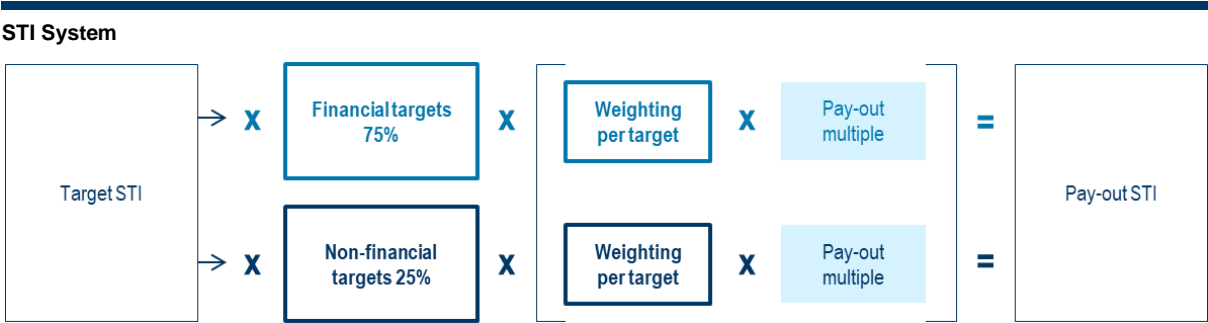 STI System
Target STI
X
Financial targets
75%
X
Weighting
per target
X
Pay-out
multiple
=
X
Non-financial
targets 25%
X
Weighting
per target
X
Pay-out
multiple
=
Pay-out STI